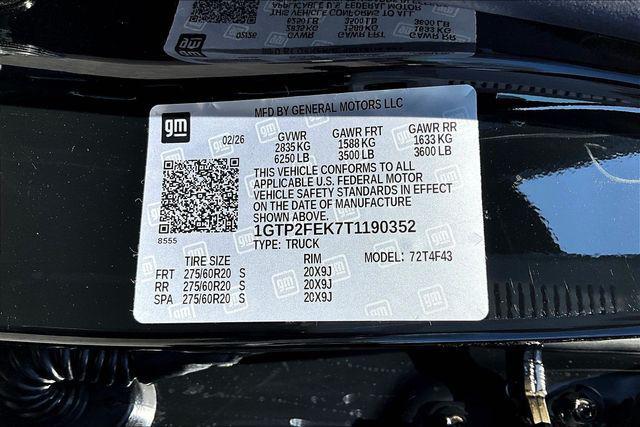 MFD BY GENERAL MOTORS LLC
gm
02/26
GVWR GAWR FRT GAWR RR
2835 KG 1588 KG 1633 KG
6250 LB 3500 LB 3600 LB
THIS VEHICLE CONFORMS TO ALL
APPLICABLE U.S. FEDERAL MOTOR
VEHICLE SAFETY STANDARDS IN EFFECT
ON THE DATE OF MANUFACTURE
SHOWN ABOVE.
8555
1GTP2FEK7T1190352
TYPE: TRUCK
TIRE SIZE RIM MODEL: 72T4F43
FRT 275/60R20 S 20X9J
RR 275/60R20 S 20X9J
SPA 275/60R20 S 20X9J